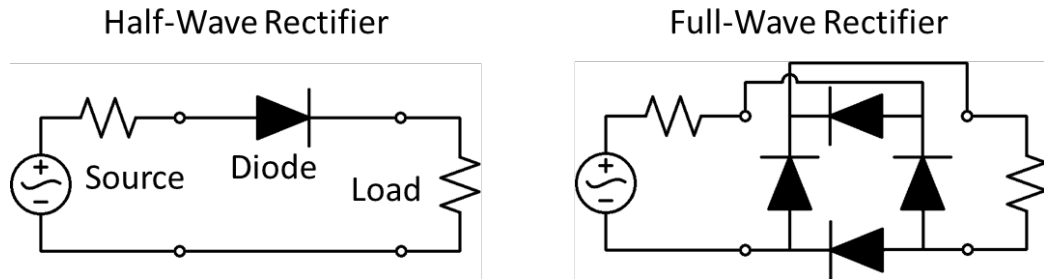 Half-Wave Rectifier
Full-Wave Rectifier
Source
Diode
Load
+
−
+
−